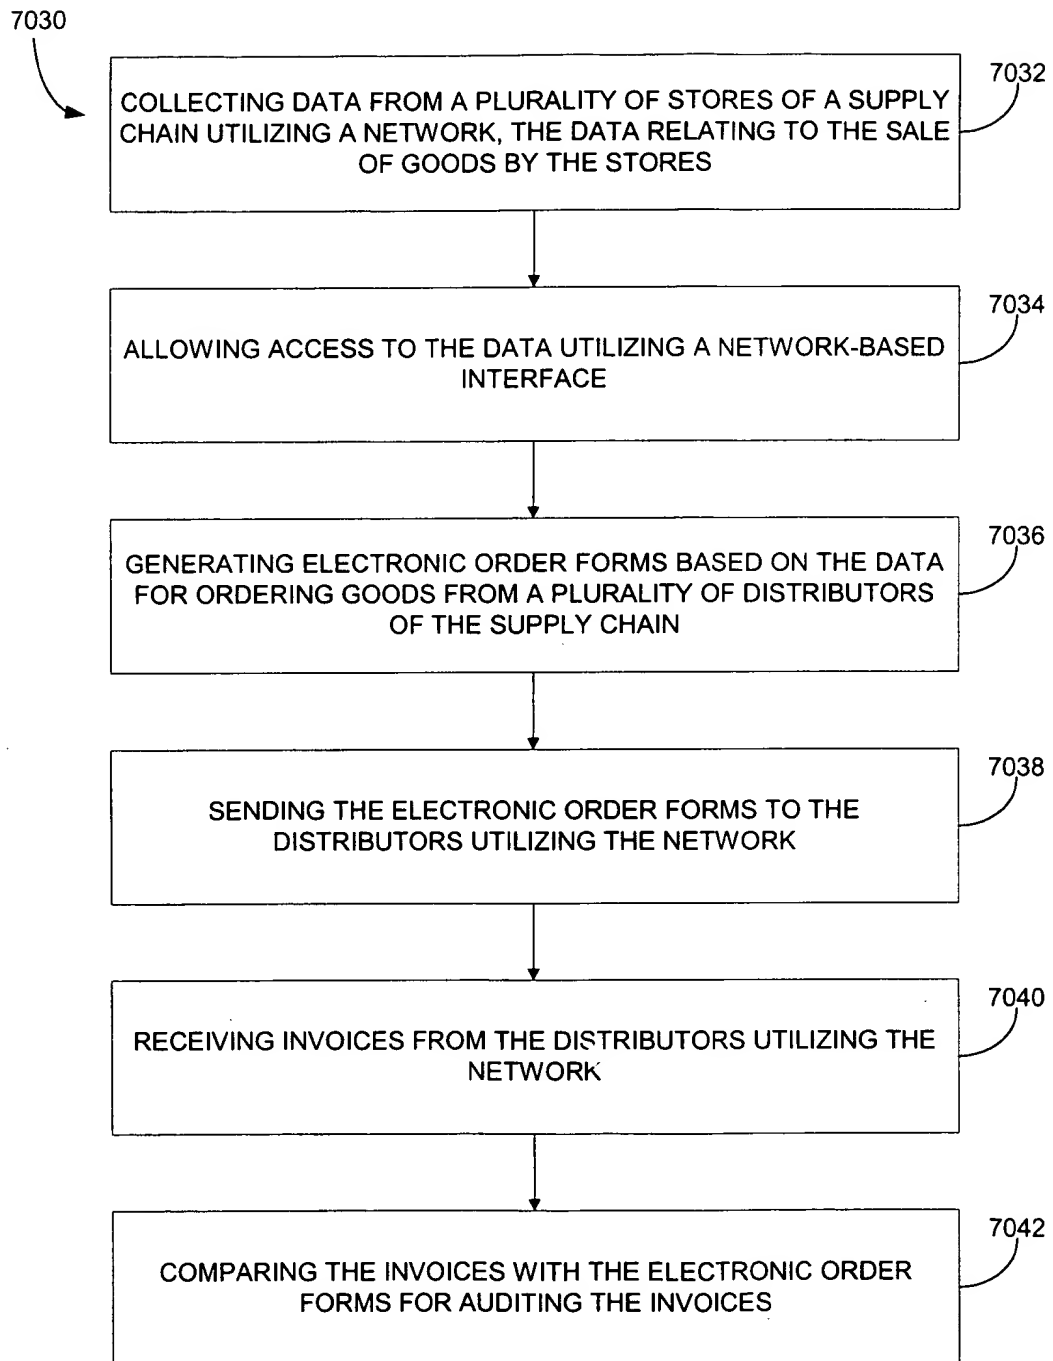 7030
7032
COLLECTING DATA FROM A PLURALITY OF STORES OF A SUPPLY
CHAIN UTILIZING A NETWORK, THE DATA RELATING TO THE SALE
OF GOODS BY THE STORES
7034
ALLOWING ACCESS TO THE DATA UTILIZING A NETWORK-BASED
INTERFACE
7036
GENERATING ELECTRONIC ORDER FORMS BASED ON THE DATA
FOR ORDERING GOODS FROM A PLURALITY OF DISTRIBUTORS
OF THE SUPPLY CHAIN
7038
SENDING THE ELECTRONIC ORDER FORMS TO THE
DISTRIBUTORS UTILIZING THE NETWORK
7040
RECEIVING INVOICES FROM THE DISTRIBUTORS UTILIZING THE
NETWORK
7042
COMPARING THE INVOICES WITH THE ELECTRONIC ORDER
FORMS FOR AUDITING THE INVOICES